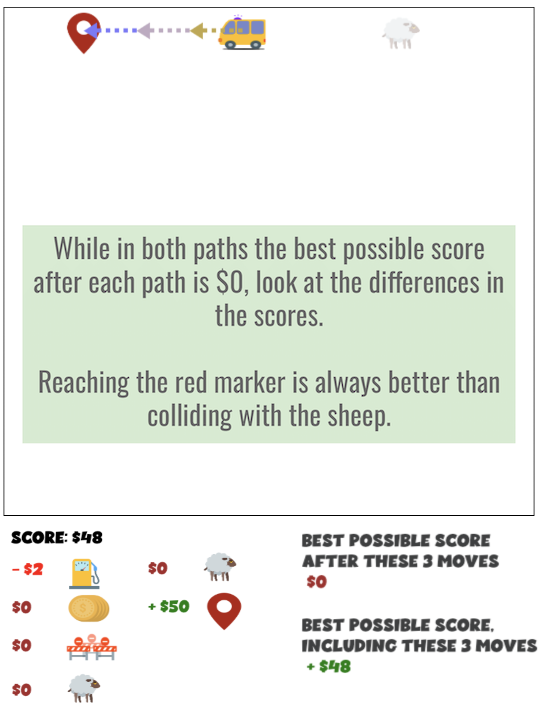 While in both paths the best possible score
after each path is $0, look at the differences in
the scores.
Reaching the red marker is always better than
colliding with the sheep.
SCORE: $48
- $2
$0
$0
+ $50
$0
$0
BEST POSSIBLE SCORE
AFTER THESE 3 MOVES
$0
BEST POSSIBLE SCORE,
INCLUDING THESE 3 MOVES
+ $48